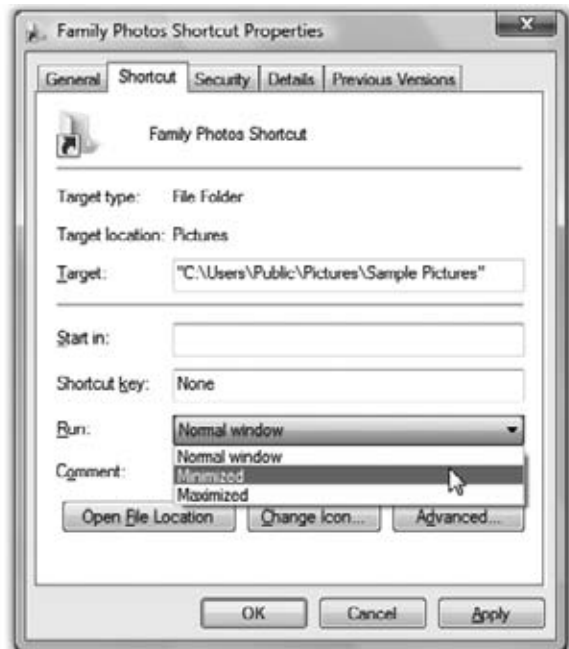 Family Photos Shortcut Properties
General Shortcut Security Details Previous Versions
Family Photos Shortcut
Target type: File Folder
Target location: Pictures
Target: "C:\Users\Public\Pictures\Sample Pictures"
Start in:
Shortcut key: None
Run: Normal window
Normal window
Comment: Minimized
Maximized
Open File Location Change Icon... Advanced...
OK Cancel Apply